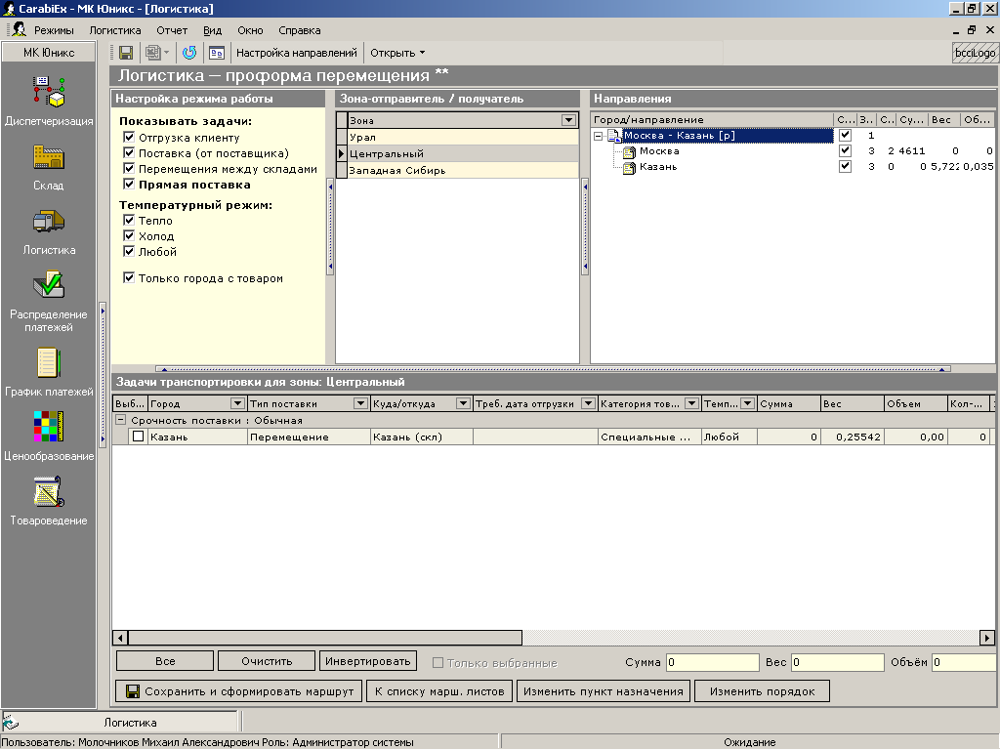 CarabiEx - МК Юникс - [Логистика]
Режимы Логистика Отчет Вид Окно Справка
МК Юникс Настройка направлений Открыть bcciLogo
Логистика — проформа перемещения **
Настройка режима работы
Показывать задачи:
Отгрузка клиенту
Поставка (от поставщика)
Перемещения между складами
Прямая поставка
Температурный режим:
Тепло
Холод
Любой
Только города с товаром
Зона-отправитель / получатель
Зона
Урал
Центральный
Западная Сибирь
Направления
Город/направление С... З... С... Су... Вес Об...
Москва - Казань [р] 1
Москва 3 2 4611 0 0
Казань 3 0 0 5,722 0,035
Диспетчеризация
Склад
Логистика
Распределение
платежей
График платежей
Ценообразование
Товароведение
Задачи транспортировки для зоны: Центральный
Выб... Город Тип поставки Куда/откуда Треб. дата отгрузки Категория тов... Темп... Сумма Вес Объем Кол-...
Срочность поставки : Обычная
Казань Перемещение Казань (скл) Специальные ... Любой 0 0,25542 0,00 0
Все Очистить Инвертировать Только выбранные Сумма 0 Вес 0 Объём 0
Сохранить и сформировать маршрут К списку марш. листов Изменить пункт назначения Изменить порядок
Логистика
Пользователь: Молочников Михаил Александрович Роль: Администратор системы Ожидание